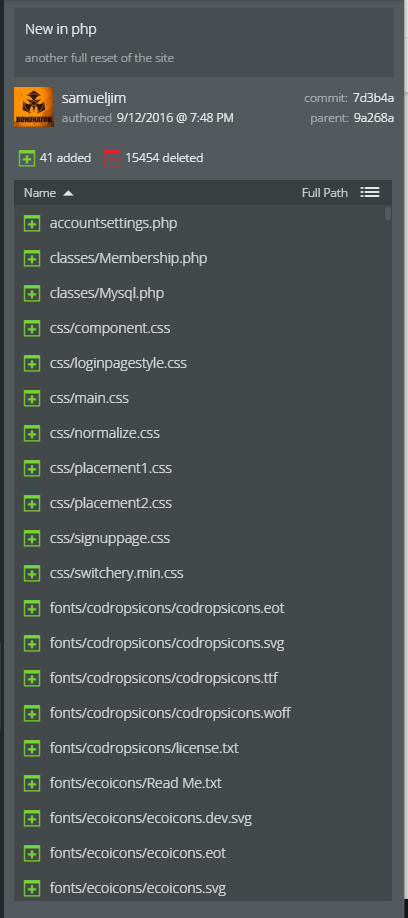 New in php
another full reset of the site
samueljim
commit: 7d3b4a
authored 9/12/2016 @ 7:48 PM
parent: 9a268a
41 added 15454 deleted
Name Full Path
accountsettings.php
classes/Membership.php
classes/Mysql.php
css/component.css
css/loginpagestyle.css
css/main.css
css/normalize.css
css/placement1.css
css/placement2.css
css/signuppage.css
css/switchery.min.css
fonts/codropsicons/codropsicons.eot
fonts/codropsicons/codropsicons.svg
fonts/codropsicons/codropsicons.ttf
fonts/codropsicons/codropsicons.woff
fonts/codropsicons/license.txt
fonts/ecoicons/Read Me.txt
fonts/ecoicons/ecoicons.dev.svg
fonts/ecoicons/ecoicons.eot
fonts/ecoicons/ecoicons.svg